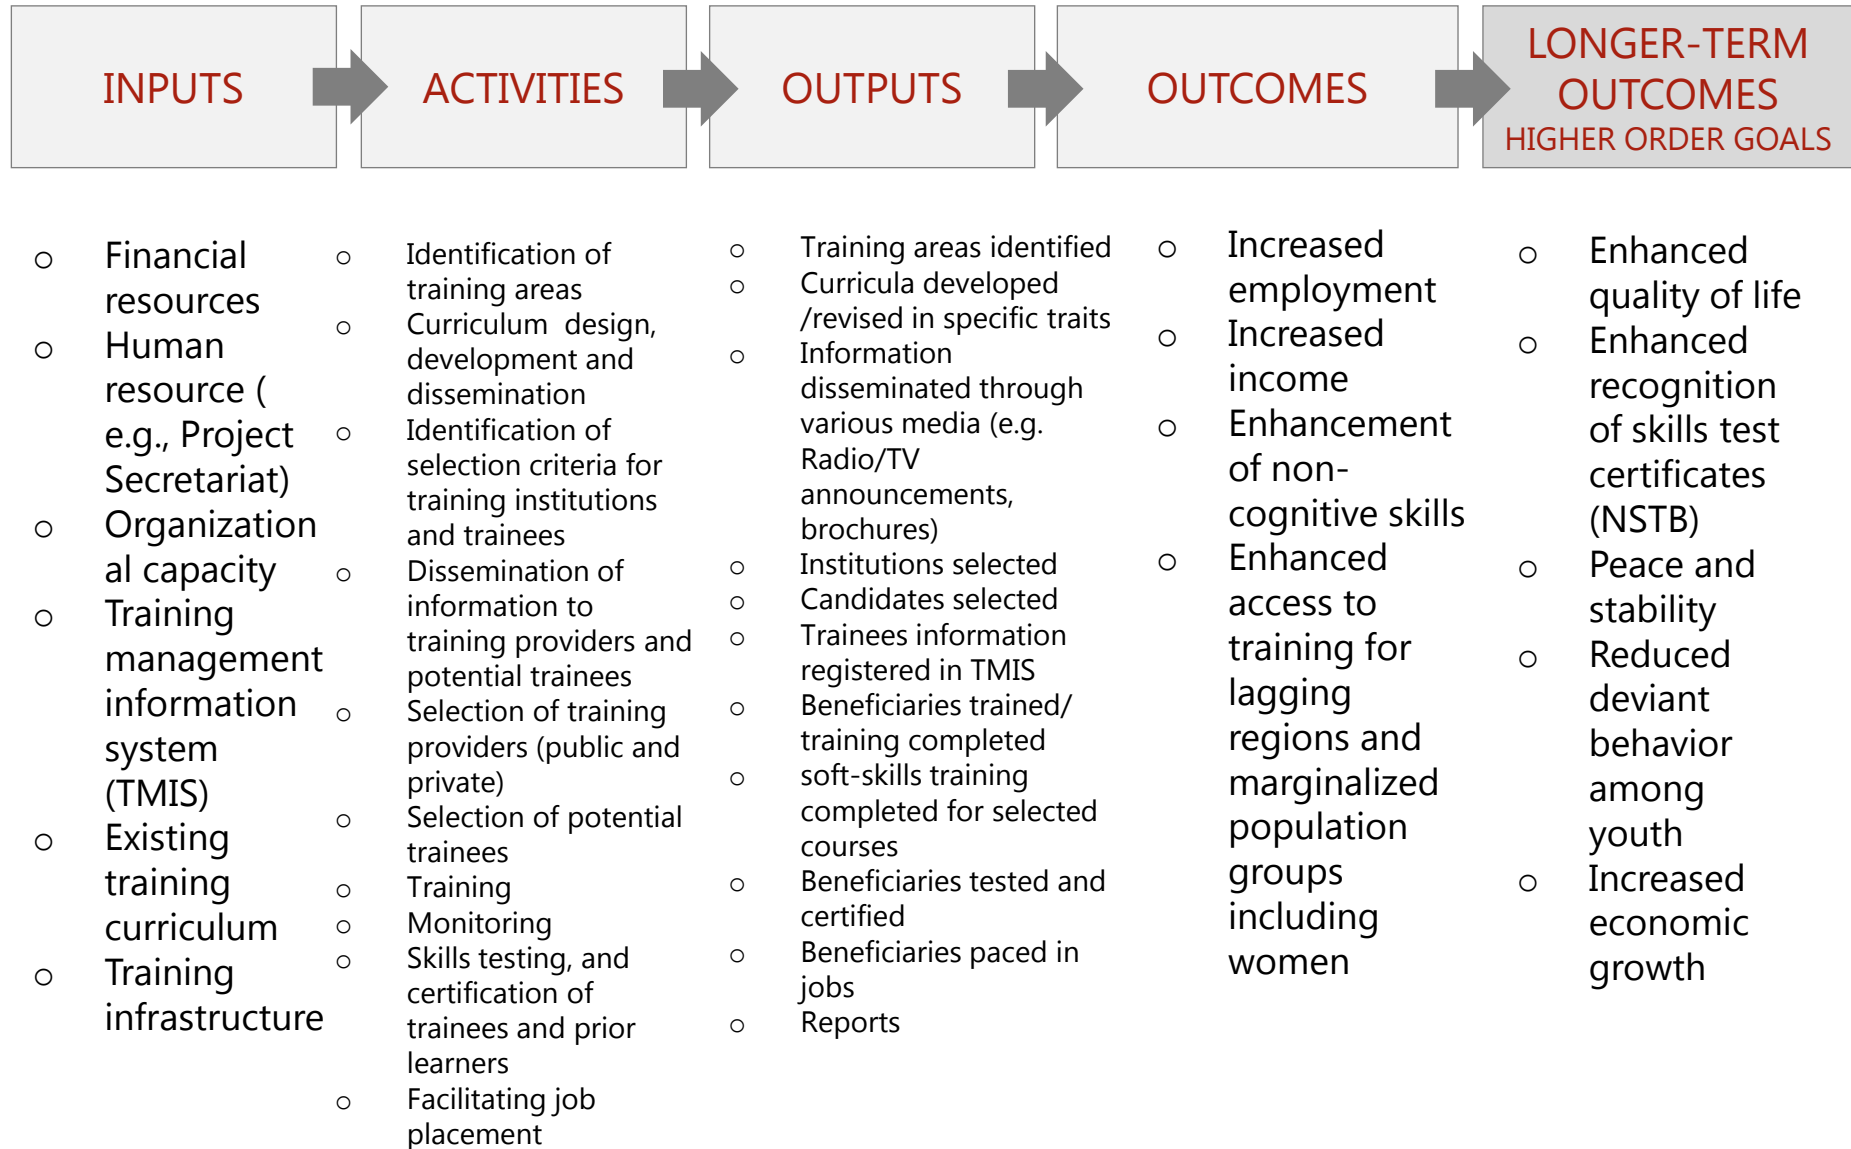 INPUTS
ACTIVITIES
OUTPUTS
OUTCOMES
LONGER-TERM
OUTCOMES
HIGHER ORDER GOALS
o Financial
resources
o Human
resource (
e.g., Project
Secretariat)
o Organization
al capacity
o Training
management
information
system
(TMIS)
o Existing
training
curriculum
o Training
infrastructure
o Identification of
training areas
o Curriculum design,
development and
dissemination
o Identification of
selection criteria for
training institutions
and trainees
o Dissemination of
information to
training providers and
potential trainees
o Selection of training
providers (public and
private)
o Selection of potential
trainees
o Training
o Monitoring
o Skills testing, and
certification of
trainees and prior
learners
o Facilitating job
placement
o Training areas identified
o Curricula developed
/revised in specific traits
o Information
disseminated through
various media (e.g.
Radio/TV
announcements,
brochures)
o Institutions selected
o Candidates selected
o Trainees information
registered in TMIS
o Beneficiaries trained/
training completed
o soft-skills training
completed for selected
courses
o Beneficiaries tested and
certified
o Beneficiaries paced in
jobs
o Reports
o Increased
employment
o Increased
income
o Enhancement
of non-
cognitive skills
o Enhanced
access to
training for
lagging
regions and
marginalized
population
groups
including
women
o Enhanced
quality of life
o Enhanced
recognition
of skills test
certificates
(NSTB)
o Peace and
stability
o Reduced
deviant
behavior
among
youth
o Increased
economic
growth